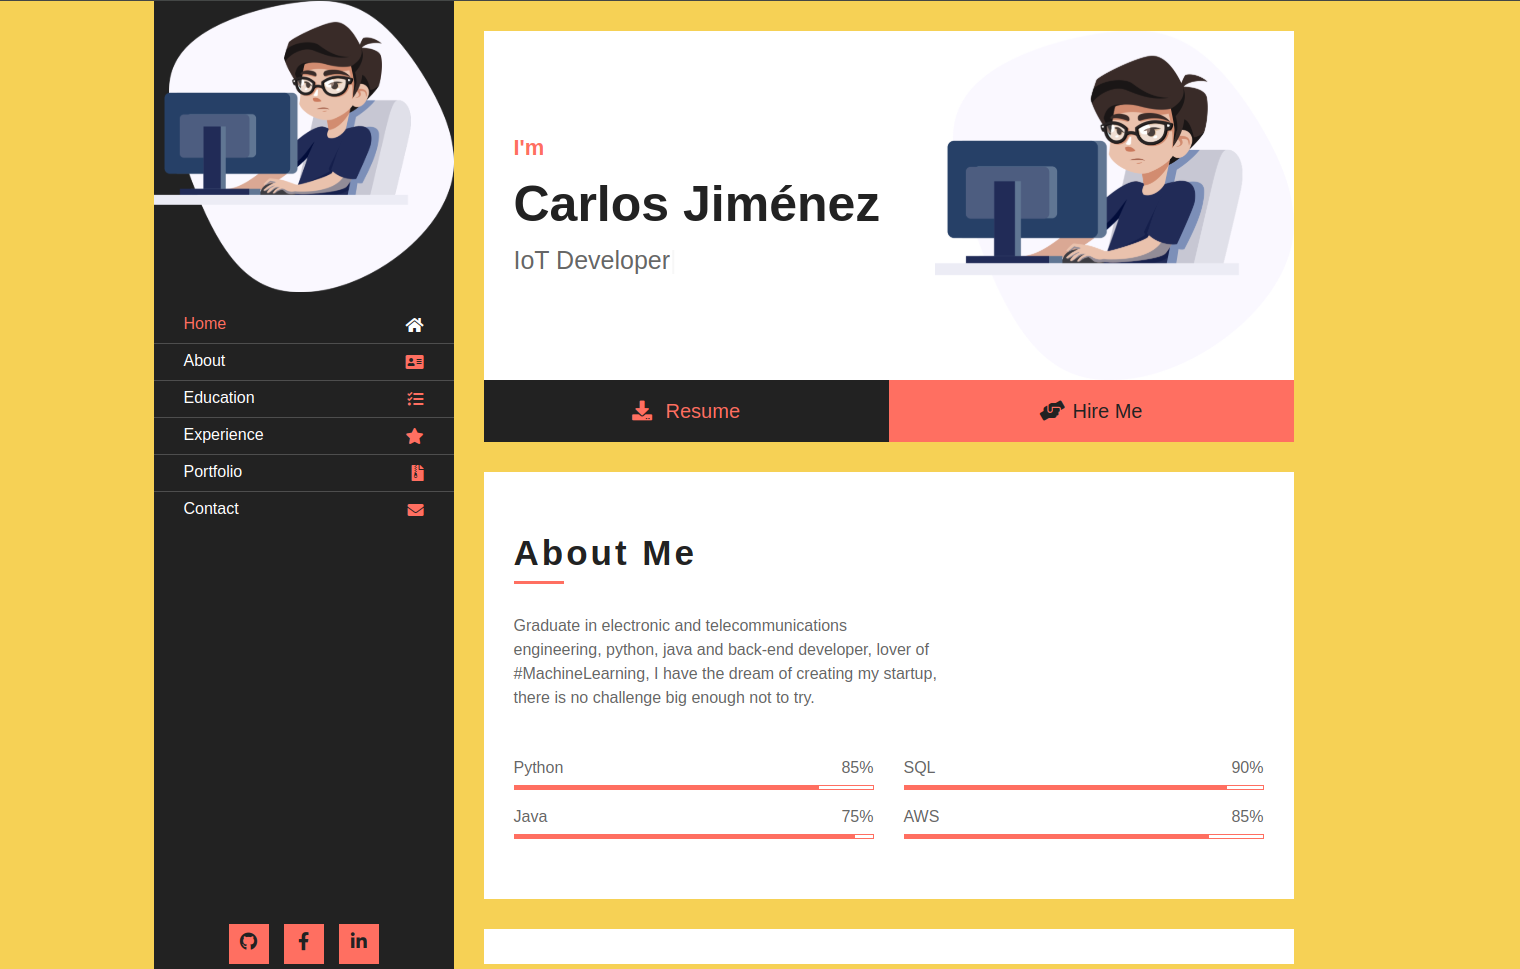 Home
About
Education
Experience
Portfolio
Contact
I'm
Carlos Jiménez
IoT Developer
Resume
Hire Me
About Me
Graduate in electronic and telecommunications
engineering, python, java and back-end developer, lover of
#MachineLearning, I have the dream of creating my startup,
there is no challenge big enough not to try.
Python 85%
SQL 90%
Java 75%
AWS 85%